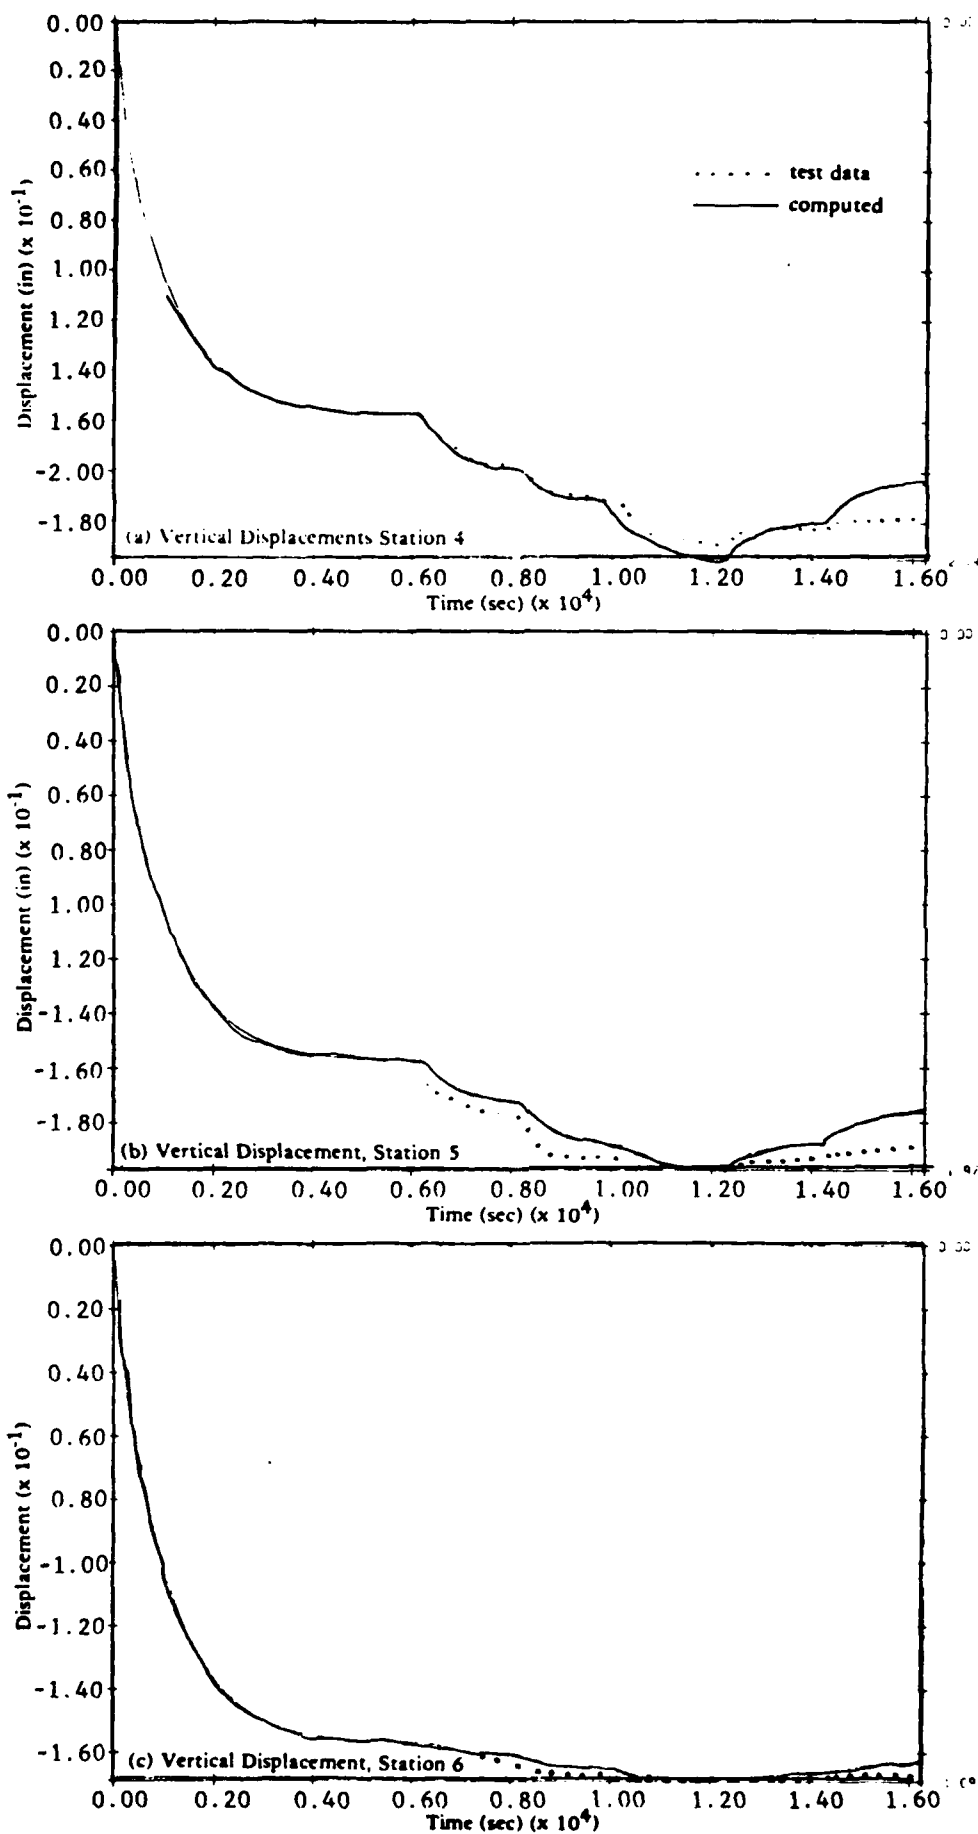 0.00
0.20
0.40
0.60
0.80
1.00
1.20
1.40
1.60
-2.00
-1.80
Displacement (in) (x 10-1)
test data
computed
(a) Vertical Displacements Station 4
0.00 0.20 0.40 0.60 0.80 1.00 1.20 1.40 1.60
Time (sec) (x 104)
0.00
0.20
0.40
0.60
0.80
1.00
1.20
-1.40
-1.60
-1.80
Displacement (in) (x 10-1)
0.00
(b) Vertical Displacement, Station 5
0.00 0.20 0.40 0.60 0.80 1.00 1.20 1.40 1.60
Time (sec) (x 104)
0.00
0.20
0.40
0.60
0.80
-1.00
-1.20
-1.40
-1.60
Displacement (x 10-1)
(c) Vertical Displacement, Station 6
0.00 0.20 0.40 0.60 0.80 1.00 1.20 1.40 1.60
Time (sec) (x 104)